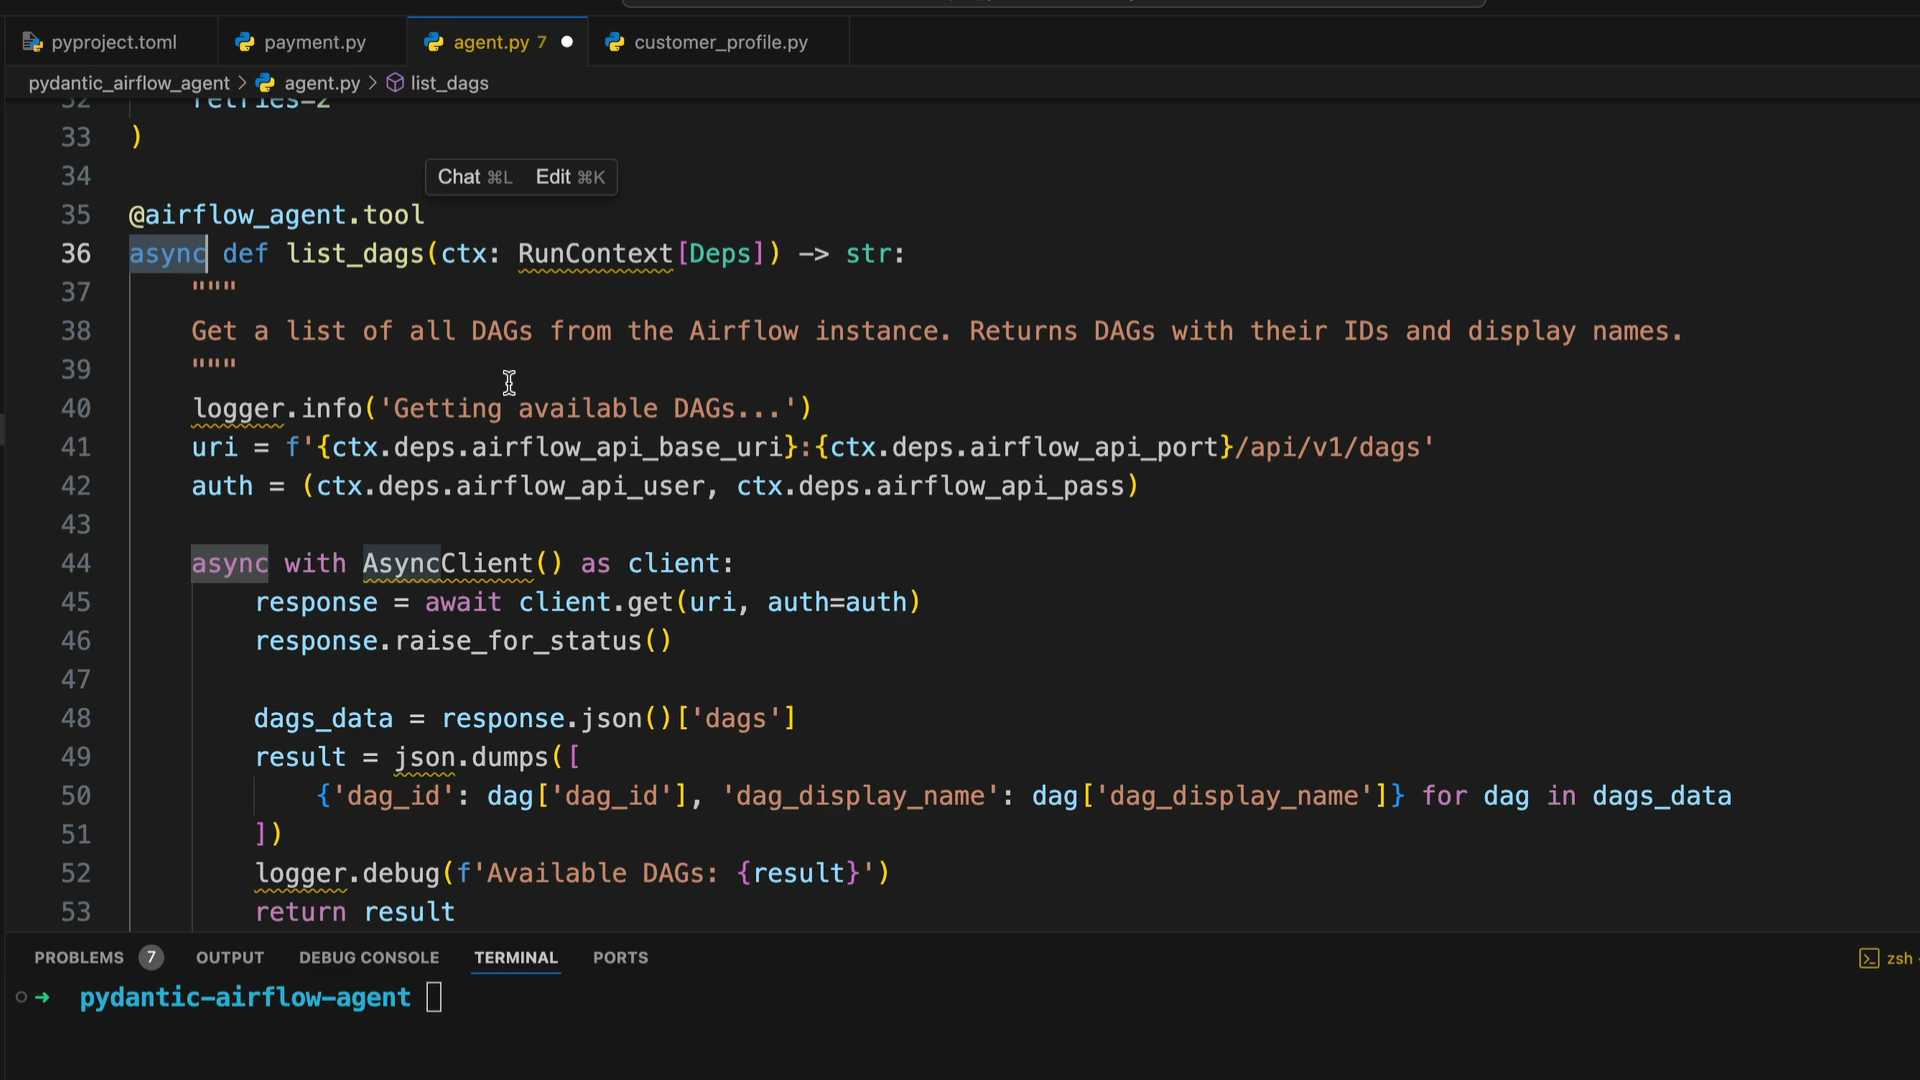 pyproject.toml payment.py agent.py 7 customer_profile.py
pydantic_airflow_agent > agent.py > list_dags
32 retries=2
33 )
34
Chat ⌘L Edit ⌘K
35 @airflow_agent.tool
36 async def list_dags(ctx: RunContext[Deps]) -> str:
37 """
38 Get a list of all DAGs from the Airflow instance. Returns DAGs with their IDs and display names.
39 """
40 logger.info('Getting available DAGs...')
41 uri = f'{ctx.deps.airflow_api_base_uri}:{ctx.deps.airflow_api_port}/api/v1/dags'
42 auth = (ctx.deps.airflow_api_user, ctx.deps.airflow_api_pass)
43
44 async with AsyncClient() as client:
45 response = await client.get(uri, auth=auth)
46 response.raise_for_status()
47
48 dags_data = response.json()['dags']
49 result = json.dumps([
50 {'dag_id': dag['dag_id'], 'dag_display_name': dag['dag_display_name']} for dag in dags_data
51 ])
52 logger.debug(f'Available DAGs: {result}')
53 return result
PROBLEMS 7 OUTPUT DEBUG CONSOLE TERMINAL PORTS zsh
pydantic-airflow-agent